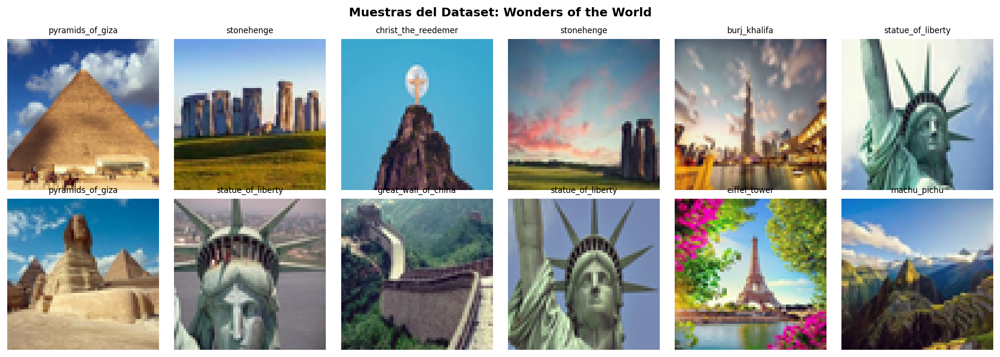 Muestras del Dataset: Wonders of the World
pyramids_of_giza
stonehenge
christ_the_reedemer
stonehenge
burj_khalifa
statue_of_liberty
pyramids_of_giza
statue_of_liberty
great_wall_of_china
statue_of_liberty
eiffel_tower
machu_pichu